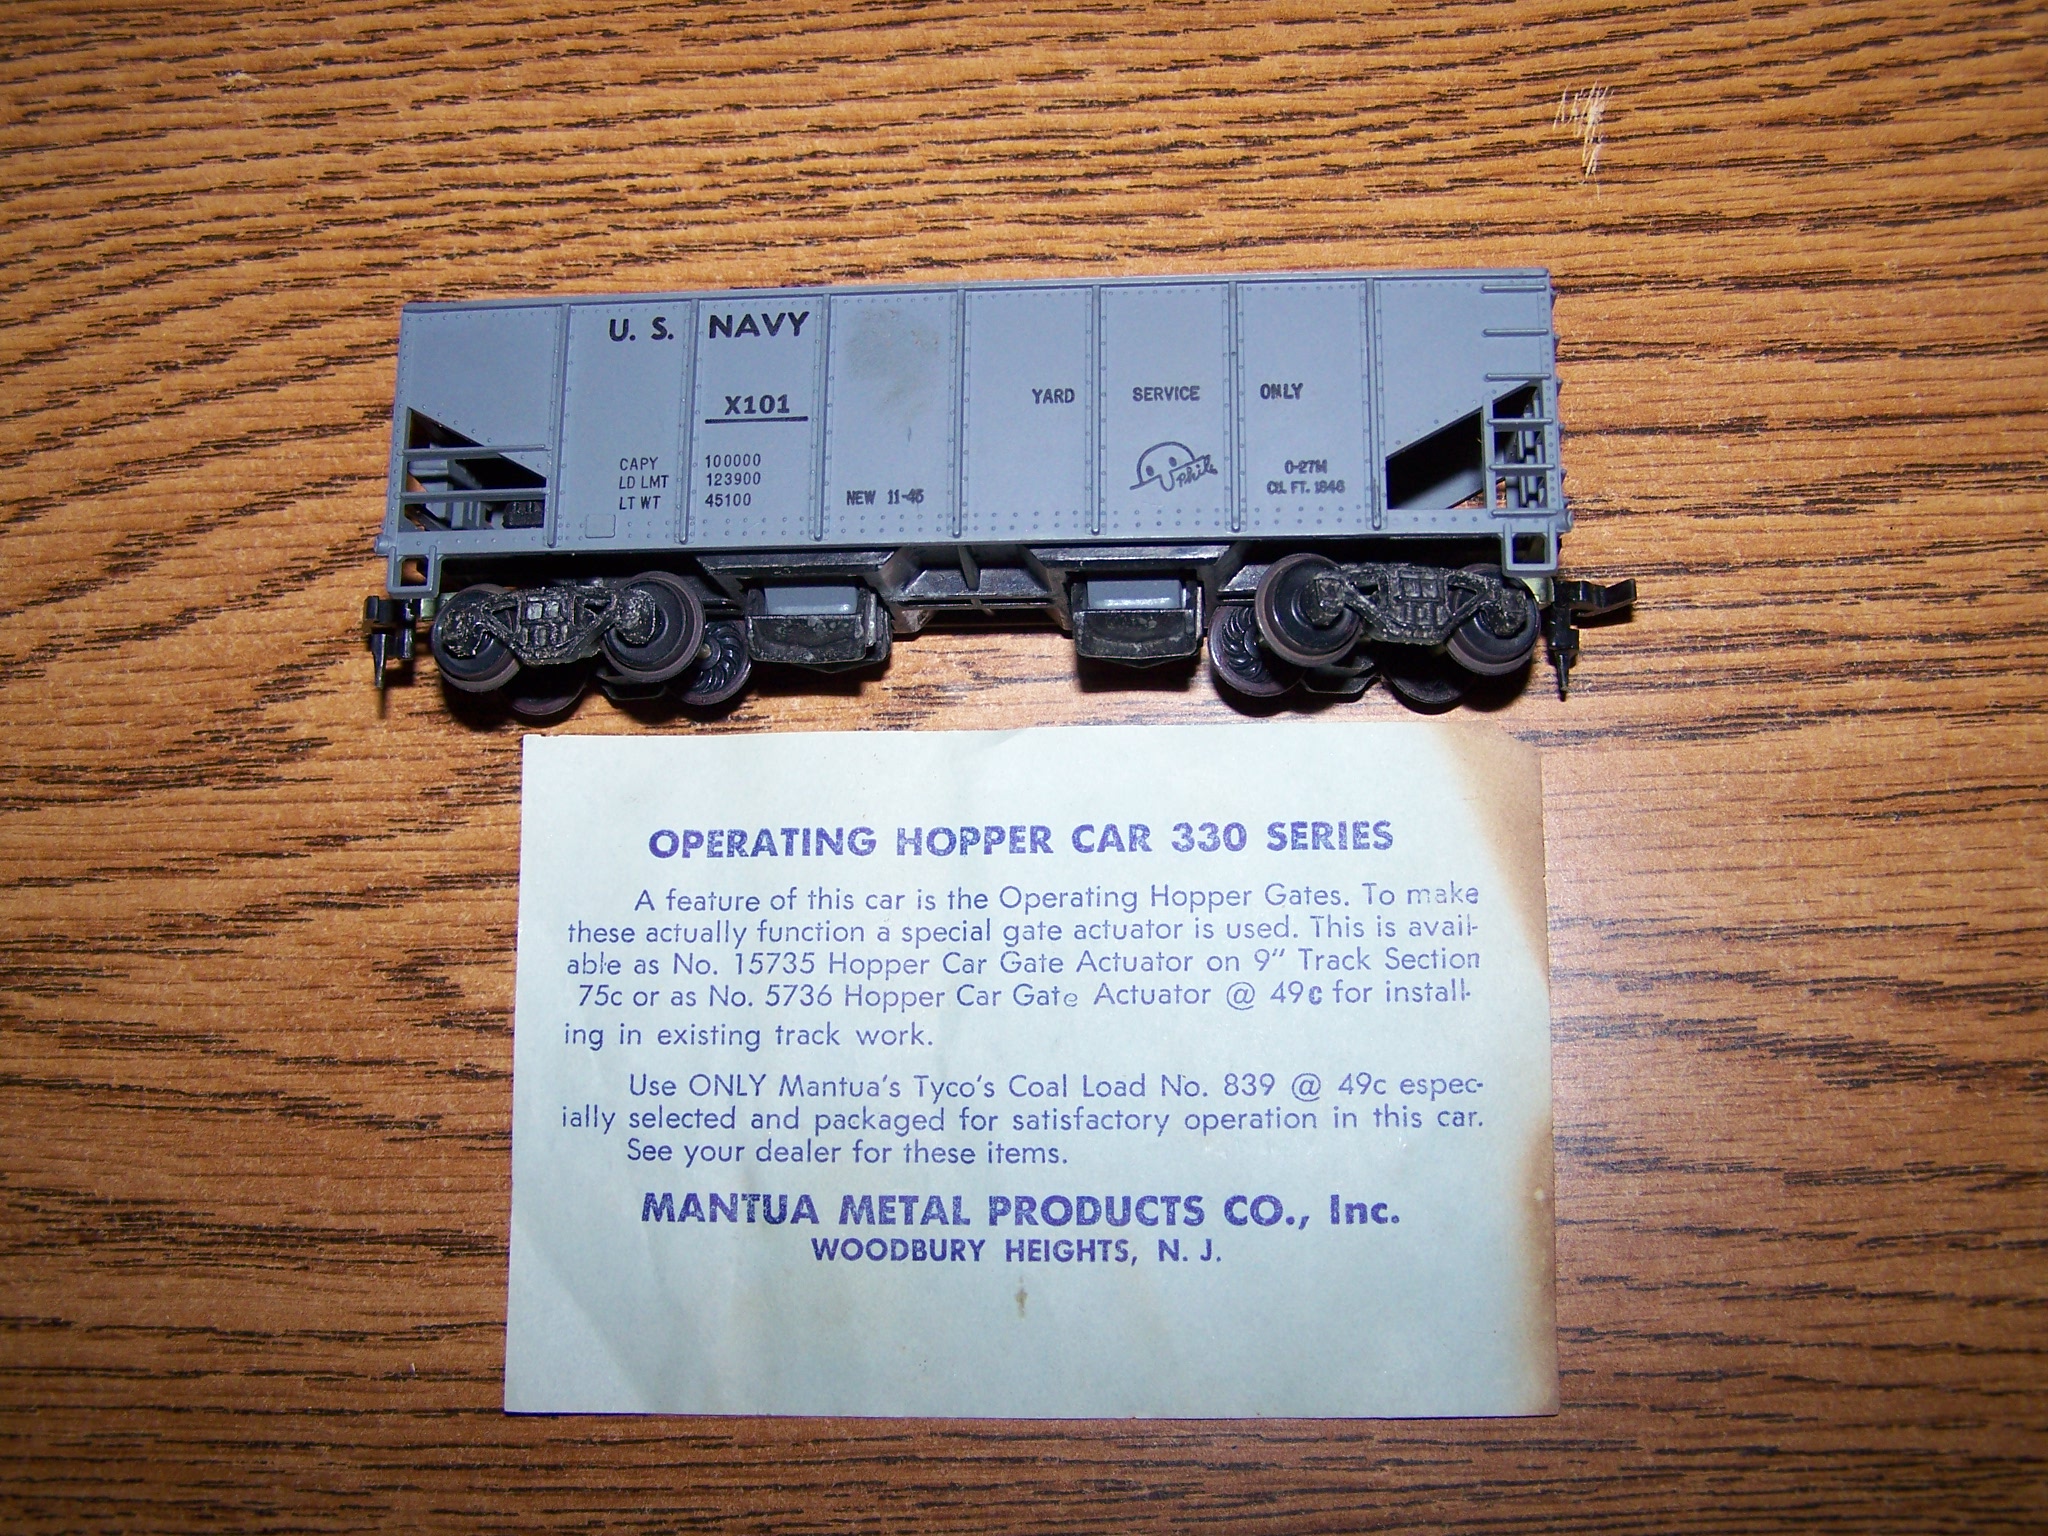 U. S. NAVY
X101
CAPY 100000
LD LMT 123900
LT WT 45100
NEW 11-45
YARD SERVICE ONLY
Phil
CU. FT. 1846
OPERATING HOPPER CAR 330 SERIES
A feature of this car is the Operating Hopper Gates. To make
these actually function a special gate actuator is used. This is avail-
able as No. 15735 Hopper Car Gate Actuator on 9" Track Section
75c or as No. 5736 Hopper Car Gate Actuator @ 49c for install-
ing in existing track work.
Use ONLY Mantua's Tyco's Coal Load No. 839 @ 49c espec-
ially selected and packaged for satisfactory operation in this car.
See your dealer for these items.
MANTUA METAL PRODUCTS CO., Inc.
WOODBURY HEIGHTS, N. J.